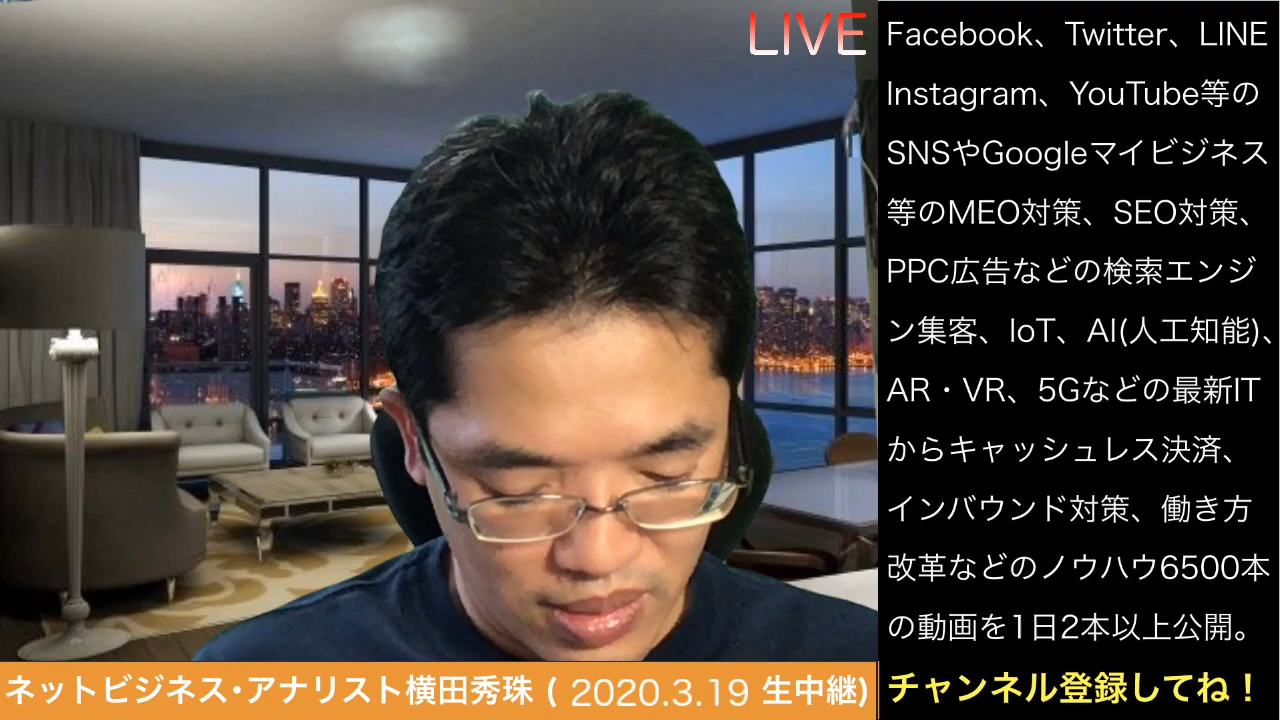 LIVE
Facebook、Twitter、LINE
Instagram、YouTube等の
SNSやGoogleマイビジネス
等のMEO対策、SEO対策、
PPC広告などの検索エンジ
ン集客、IoT、AI(人工知能)、
AR・VR、5Gなどの最新IT
からキャッシュレス決済、
インバウンド対策、働き方
改革などのノウハウ6500本
の動画を1日2本以上公開。
チャンネル登録してね！
ネットビジネス･アナリスト横田秀珠 ( 2020.3.19 生中継)